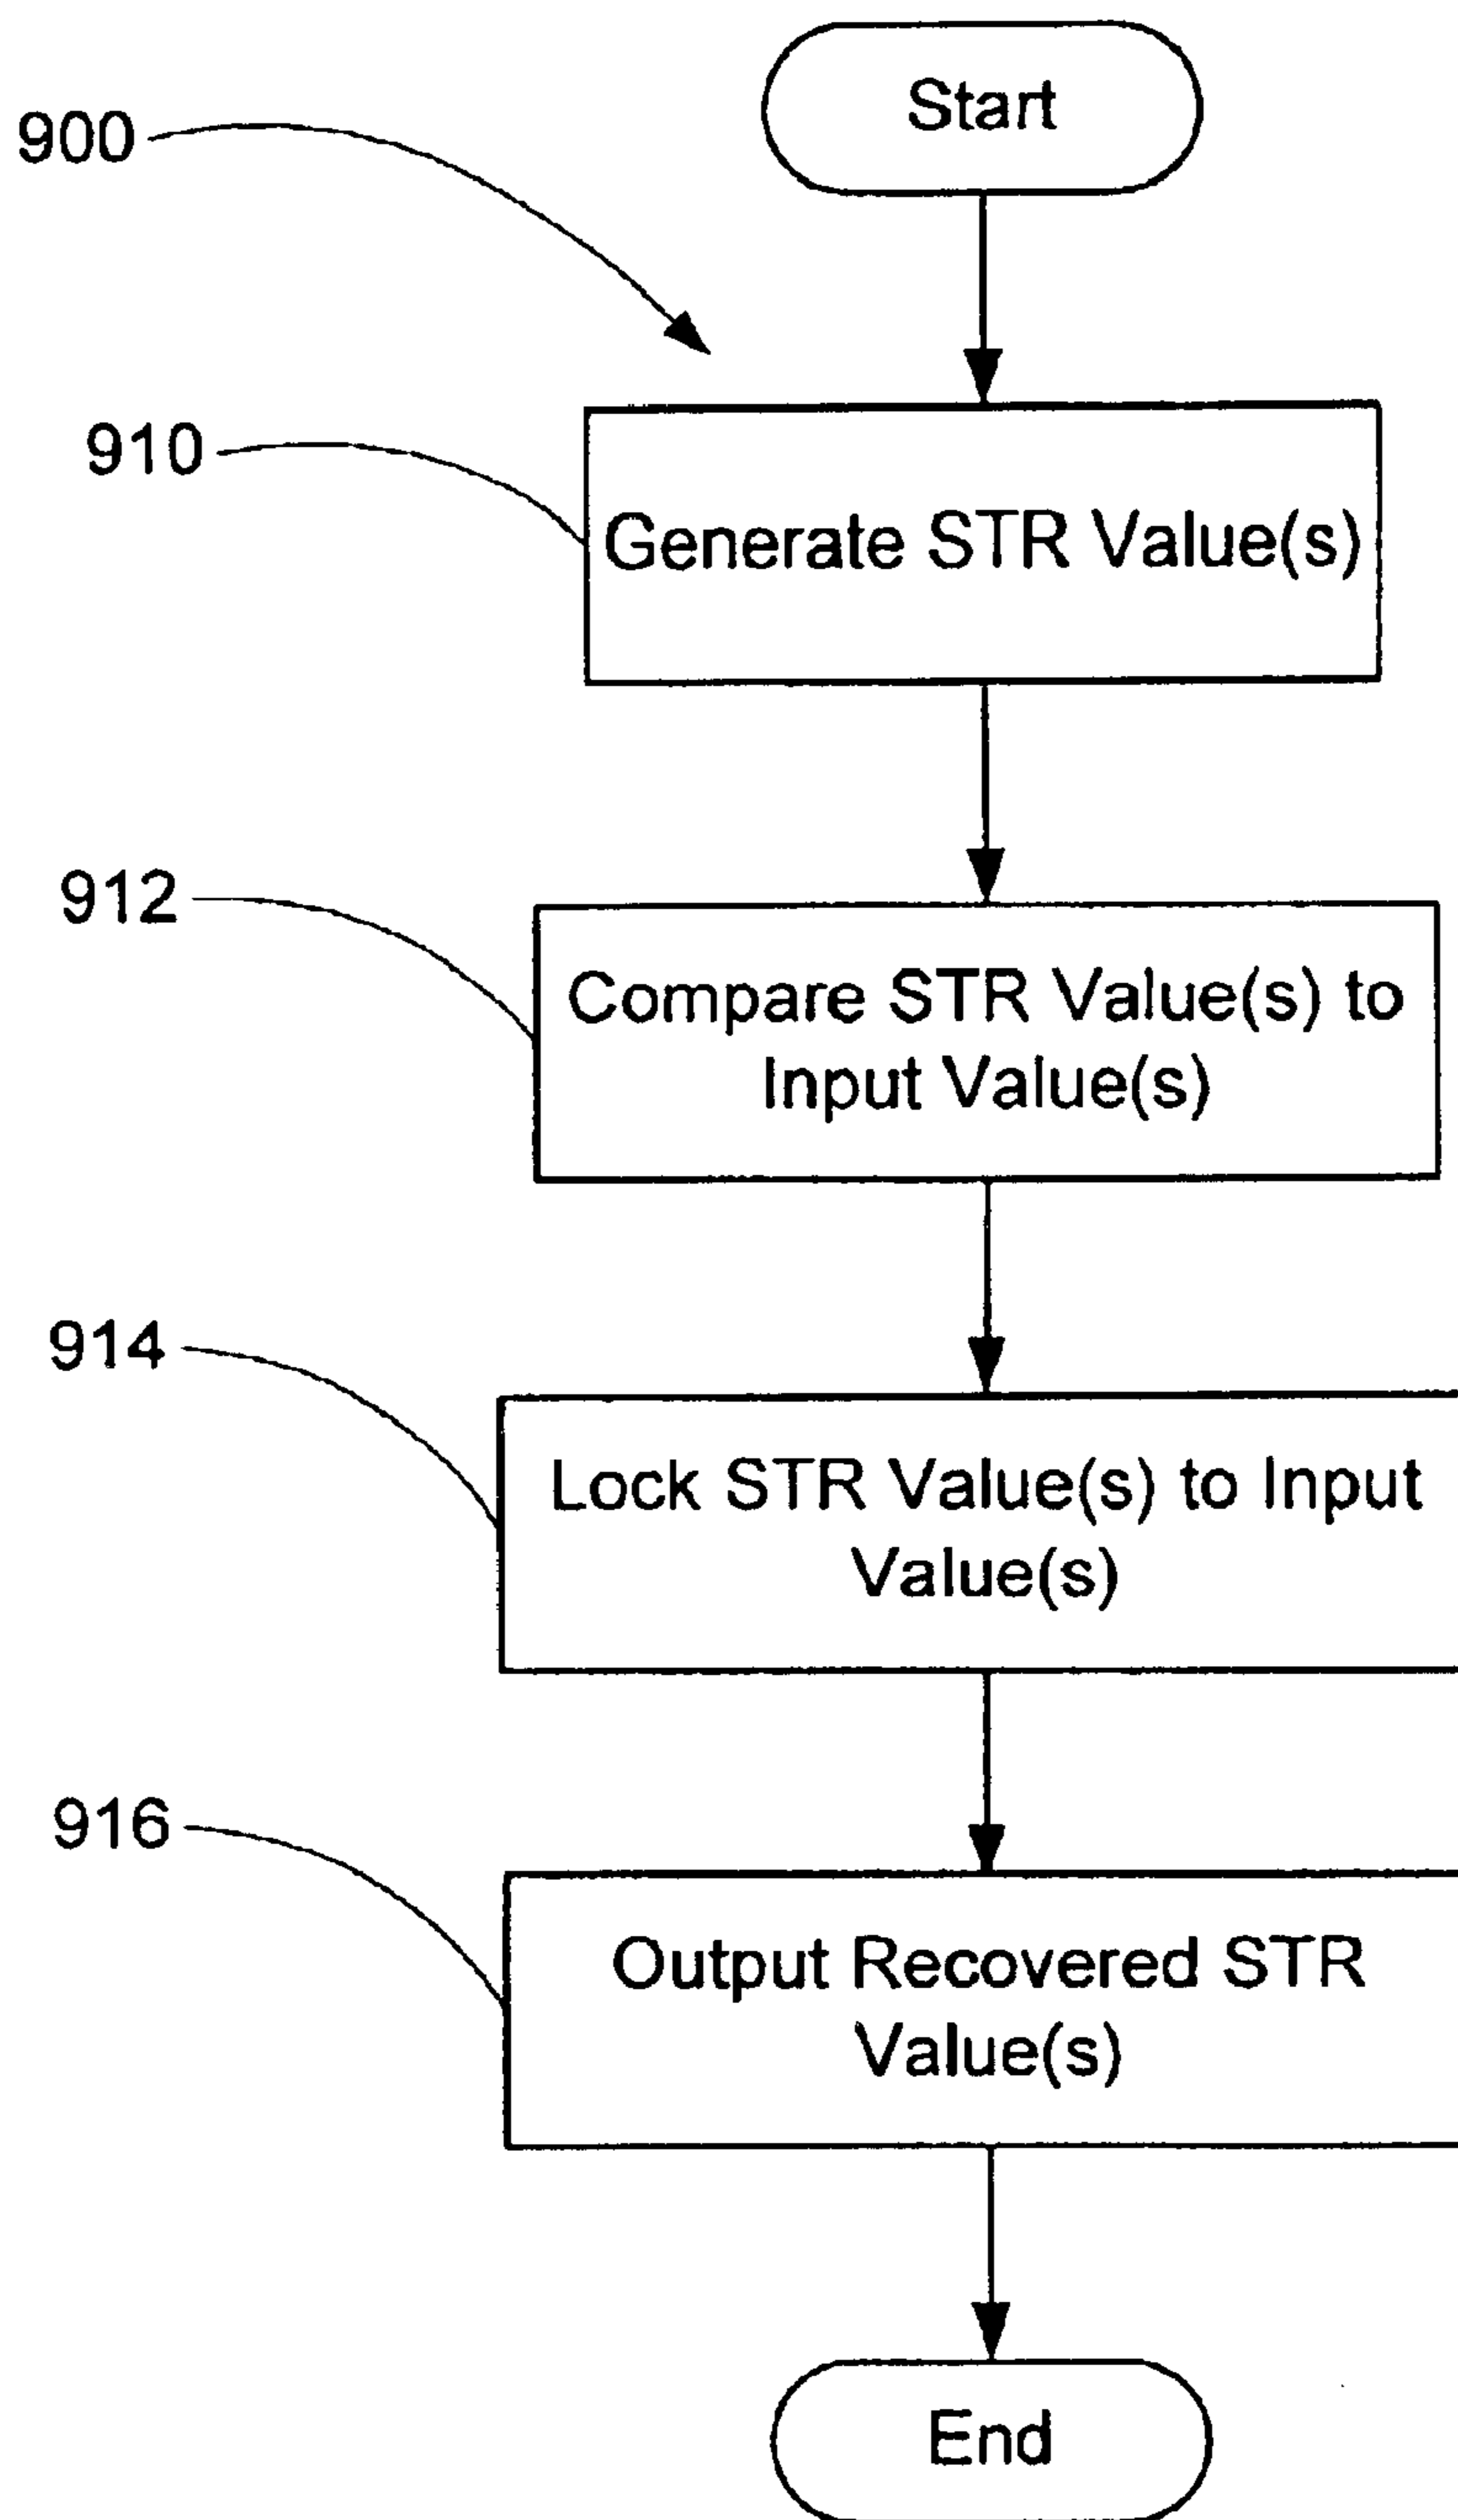 Start
900
910
Generate STR Value(s)
912
Compare STR Value(s) to
Input Value(s)
914
Lock STR Value(s) to Input
Value(s)
916
Output Recovered STR
Value(s)
End